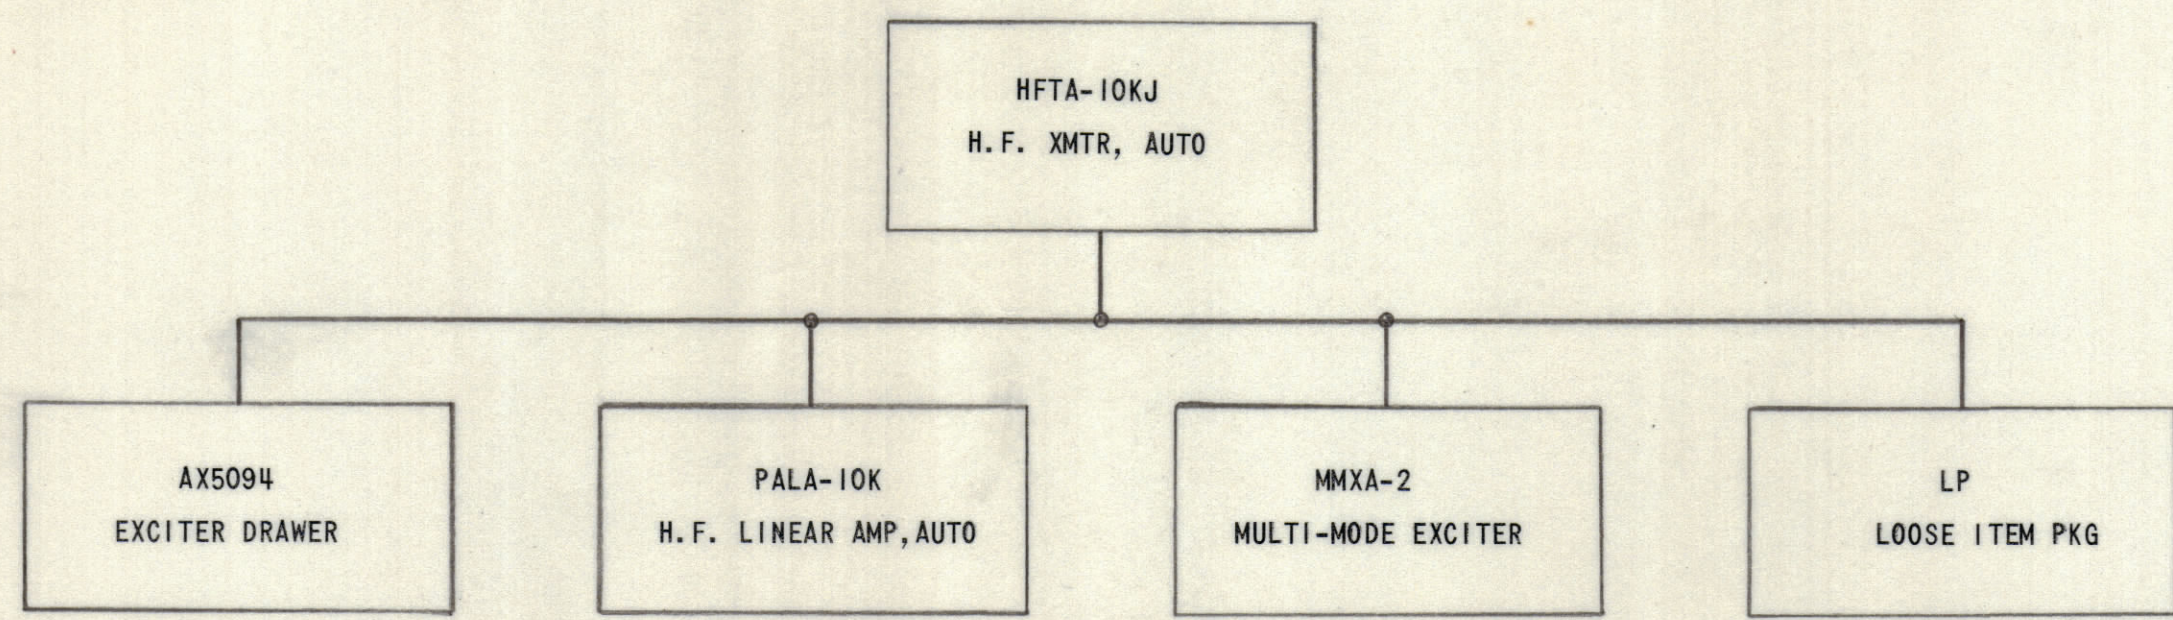 HFTA-10KJ
H.F. XMTR, AUTO
AX5094
EXCITER DRAWER
PALA-10K
H.F. LINEAR AMP,AUTO
MMXA-2
MULTI-MODE EXCITER
LP
LOOSE ITEM PKG